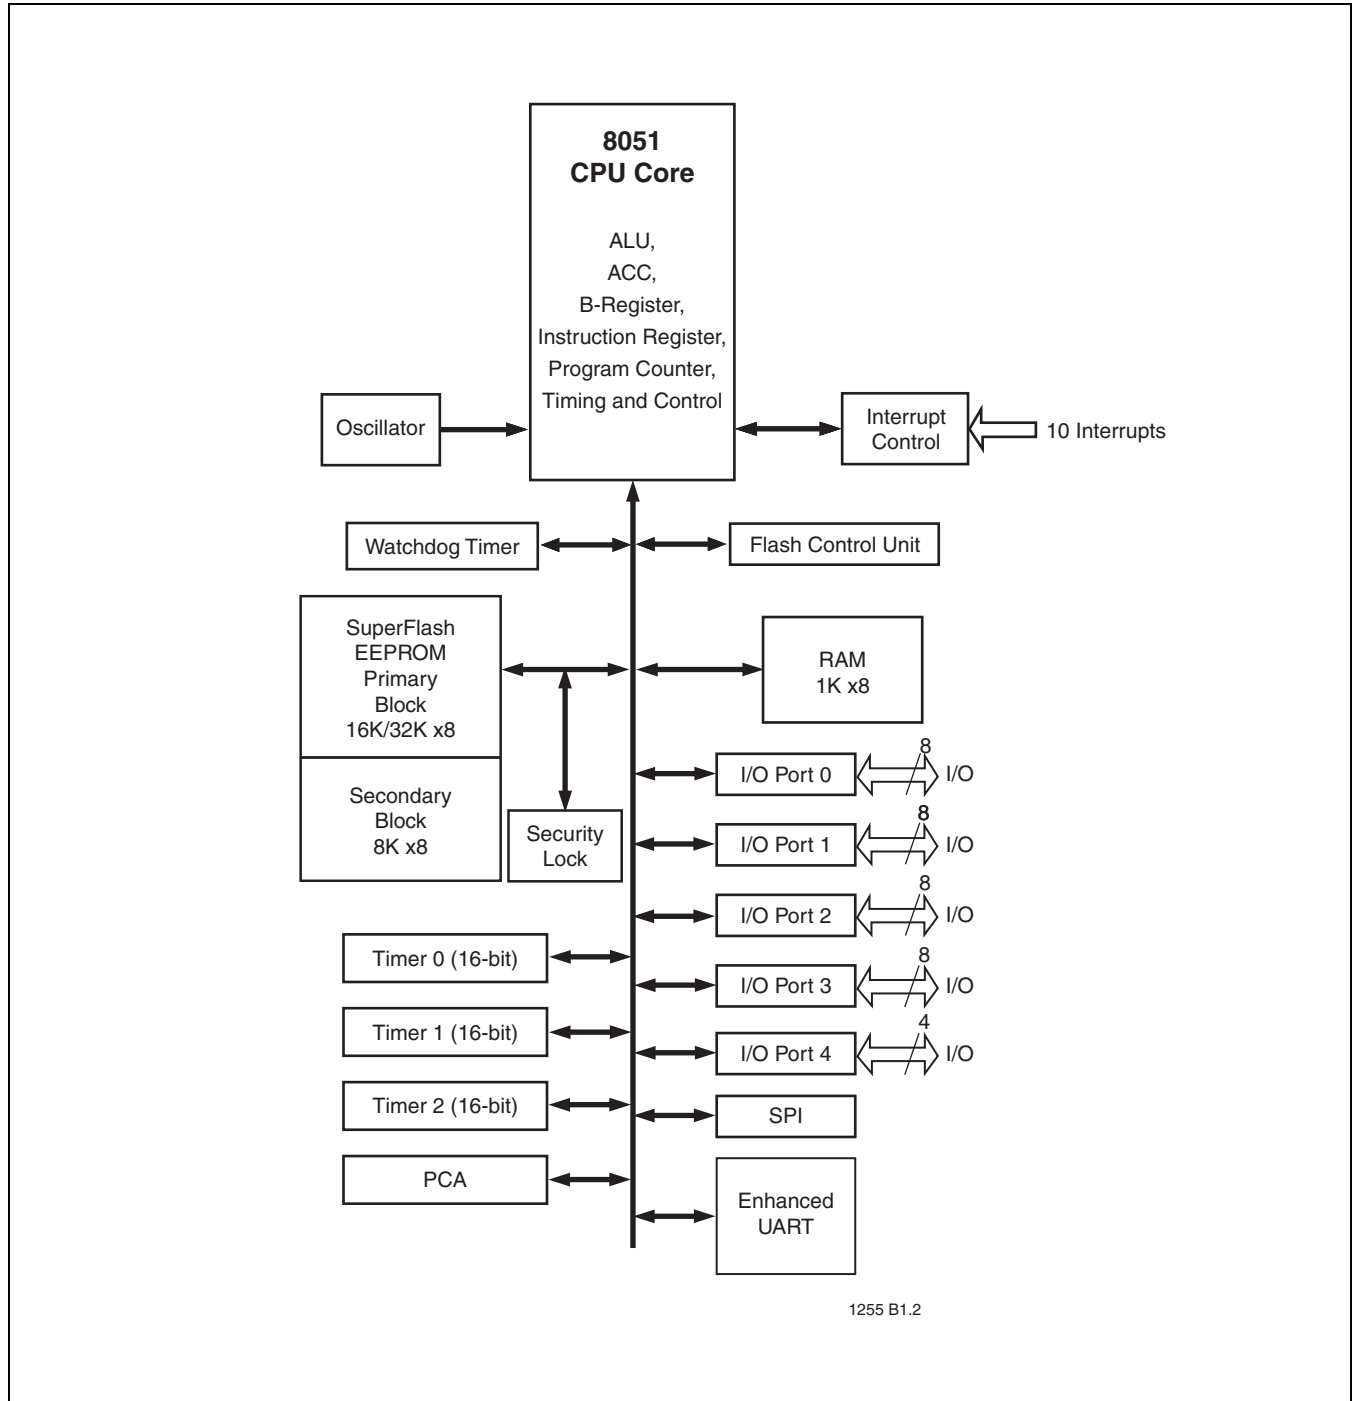 8051
CPU Core
ALU,
ACC,
B-Register,
Instruction Register,
Program Counter,
Timing and Control
Oscillator
Interrupt
Control
10 Interrupts
Watchdog Timer
Flash Control Unit
SuperFlash
EEPROM
Primary
Block
16K/32K x8
RAM
1K x8
Secondary
Block
8K x8
Security
Lock
8
I/O Port 0
I/O
8
I/O Port 1
I/O
8
I/O Port 2
I/O
8
I/O Port 3
I/O
4
I/O Port 4
I/O
Timer 0 (16-bit)
Timer 1 (16-bit)
Timer 2 (16-bit)
SPI
PCA
Enhanced
UART
1255 B1.2